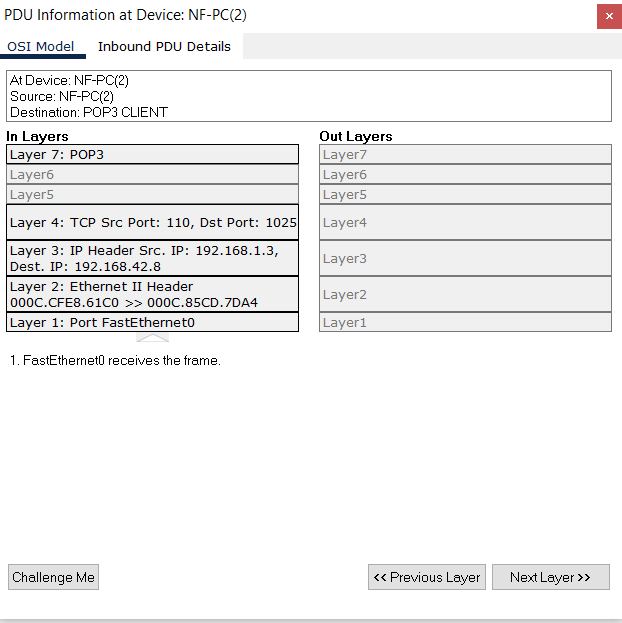 PDU Information at Device: NF-PC(2)
OSI Model
Inbound PDU Details
At Device: NF-PC(2)
Source: NF-PC(2)
Destination: POP3 CLIENT
In Layers
Layer 7: POP3
Layer6
Layer5
Layer 4: TCP Src Port: 110, Dst Port: 1025
Layer 3: IP Header Src. IP: 192.168.1.3,
Dest. IP: 192.168.42.8
Layer 2: Ethernet II Header
000C.CFE8.61C0 >> 000C.85CD.7DA4
Layer 1: Port FastEthernet0
Out Layers
Layer7
Layer6
Layer5
Layer4
Layer3
Layer2
Layer1
1. FastEthernet0 receives the frame.
Challenge Me
<< Previous Layer
Next Layer >>